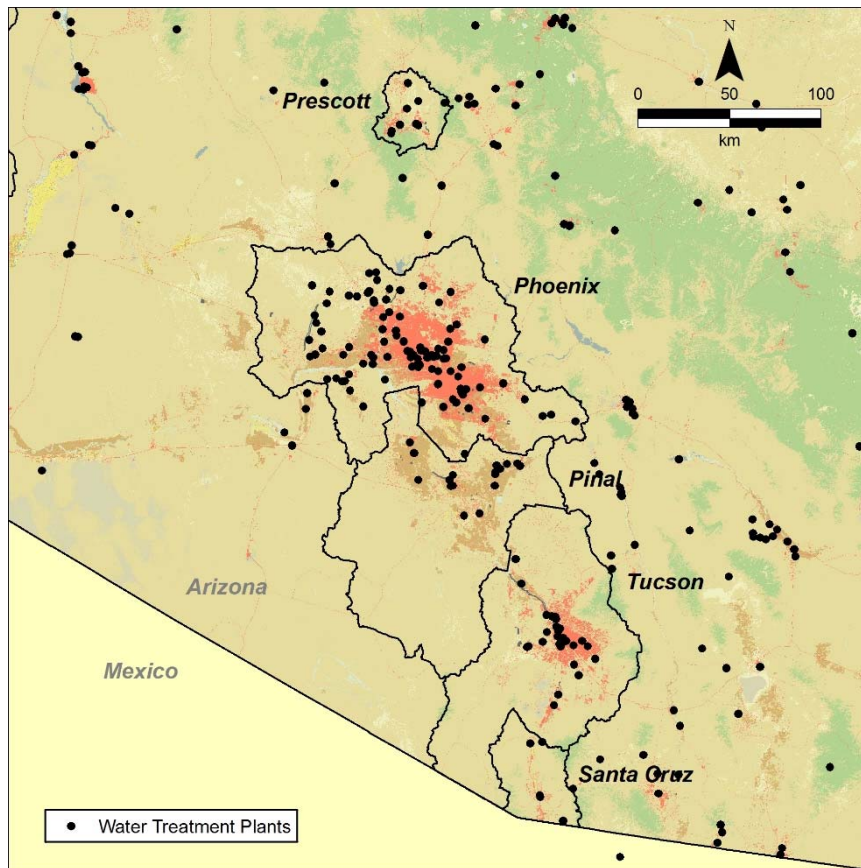 N
Prescott
0 50 100
km
Phoenix
Pinal
Arizona
Tucson
Mexico
Santa Cruz
Water Treatment Plants